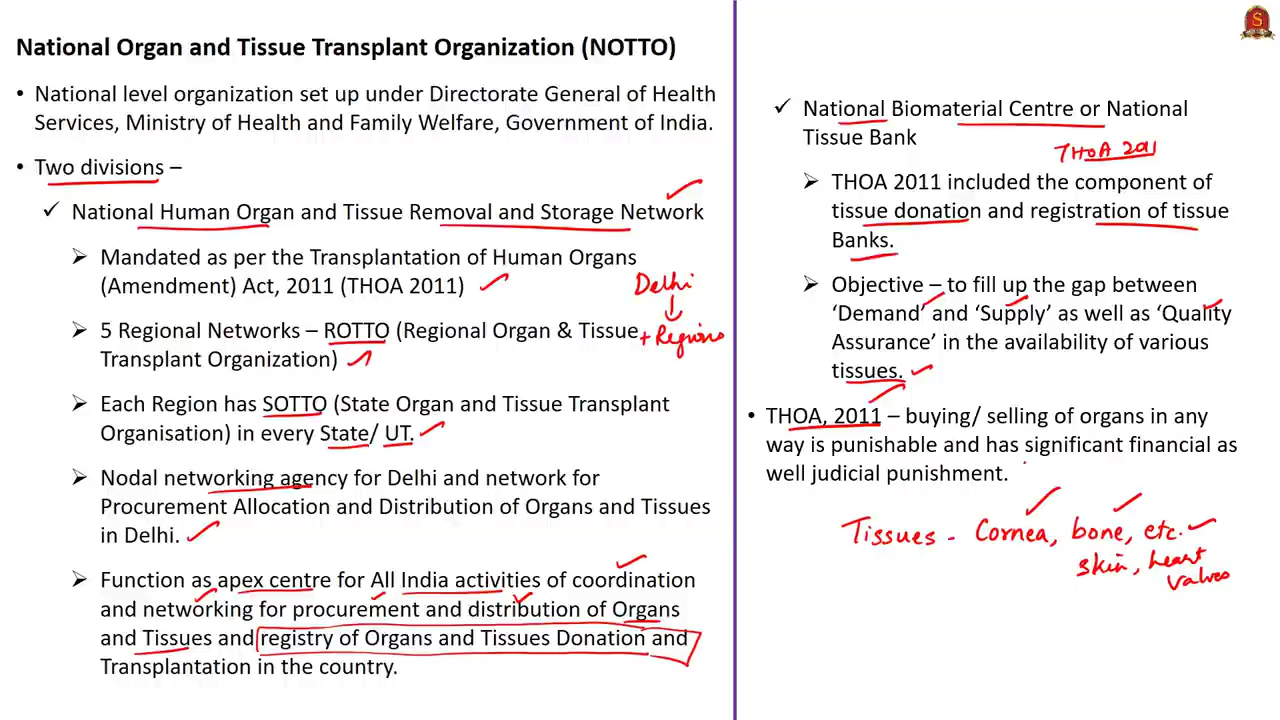 National Organ and Tissue Transplant Organization (NOTTO)
• National level organization set up under Directorate General of Health
Services, Ministry of Health and Family Welfare, Government of India.
• Two divisions –
✓ National Human Organ and Tissue Removal and Storage Network
➢ Mandated as per the Transplantation of Human Organs
(Amendment) Act, 2011 (THOA 2011)
Delhi
➢ 5 Regional Networks – ROTTO (Regional Organ & Tissue
Transplant Organization)
+ Regions
➢ Each Region has SOTTO (State Organ and Tissue Transplant
Organisation) in every State/ UT.
➢ Nodal networking agency for Delhi and network for
Procurement Allocation and Distribution of Organs and Tissues
in Delhi.
➢ Function as apex centre for All India activities of coordination
and networking for procurement and distribution of Organs
and Tissues and registry of Organs and Tissues Donation and
Transplantation in the country.
S
✓ National Biomaterial Centre or National
Tissue Bank
THOA 2011
➢ THOA 2011 included the component of
tissue donation and registration of tissue
Banks.
➢ Objective – to fill up the gap between
‘Demand’ and ‘Supply’ as well as ‘Quality
Assurance’ in the availability of various
tissues.
• THOA, 2011 – buying/ selling of organs in any
way is punishable and has significant financial as
well judicial punishment.
Tissues - Cornea, bone, etc.
skin, heart
valves